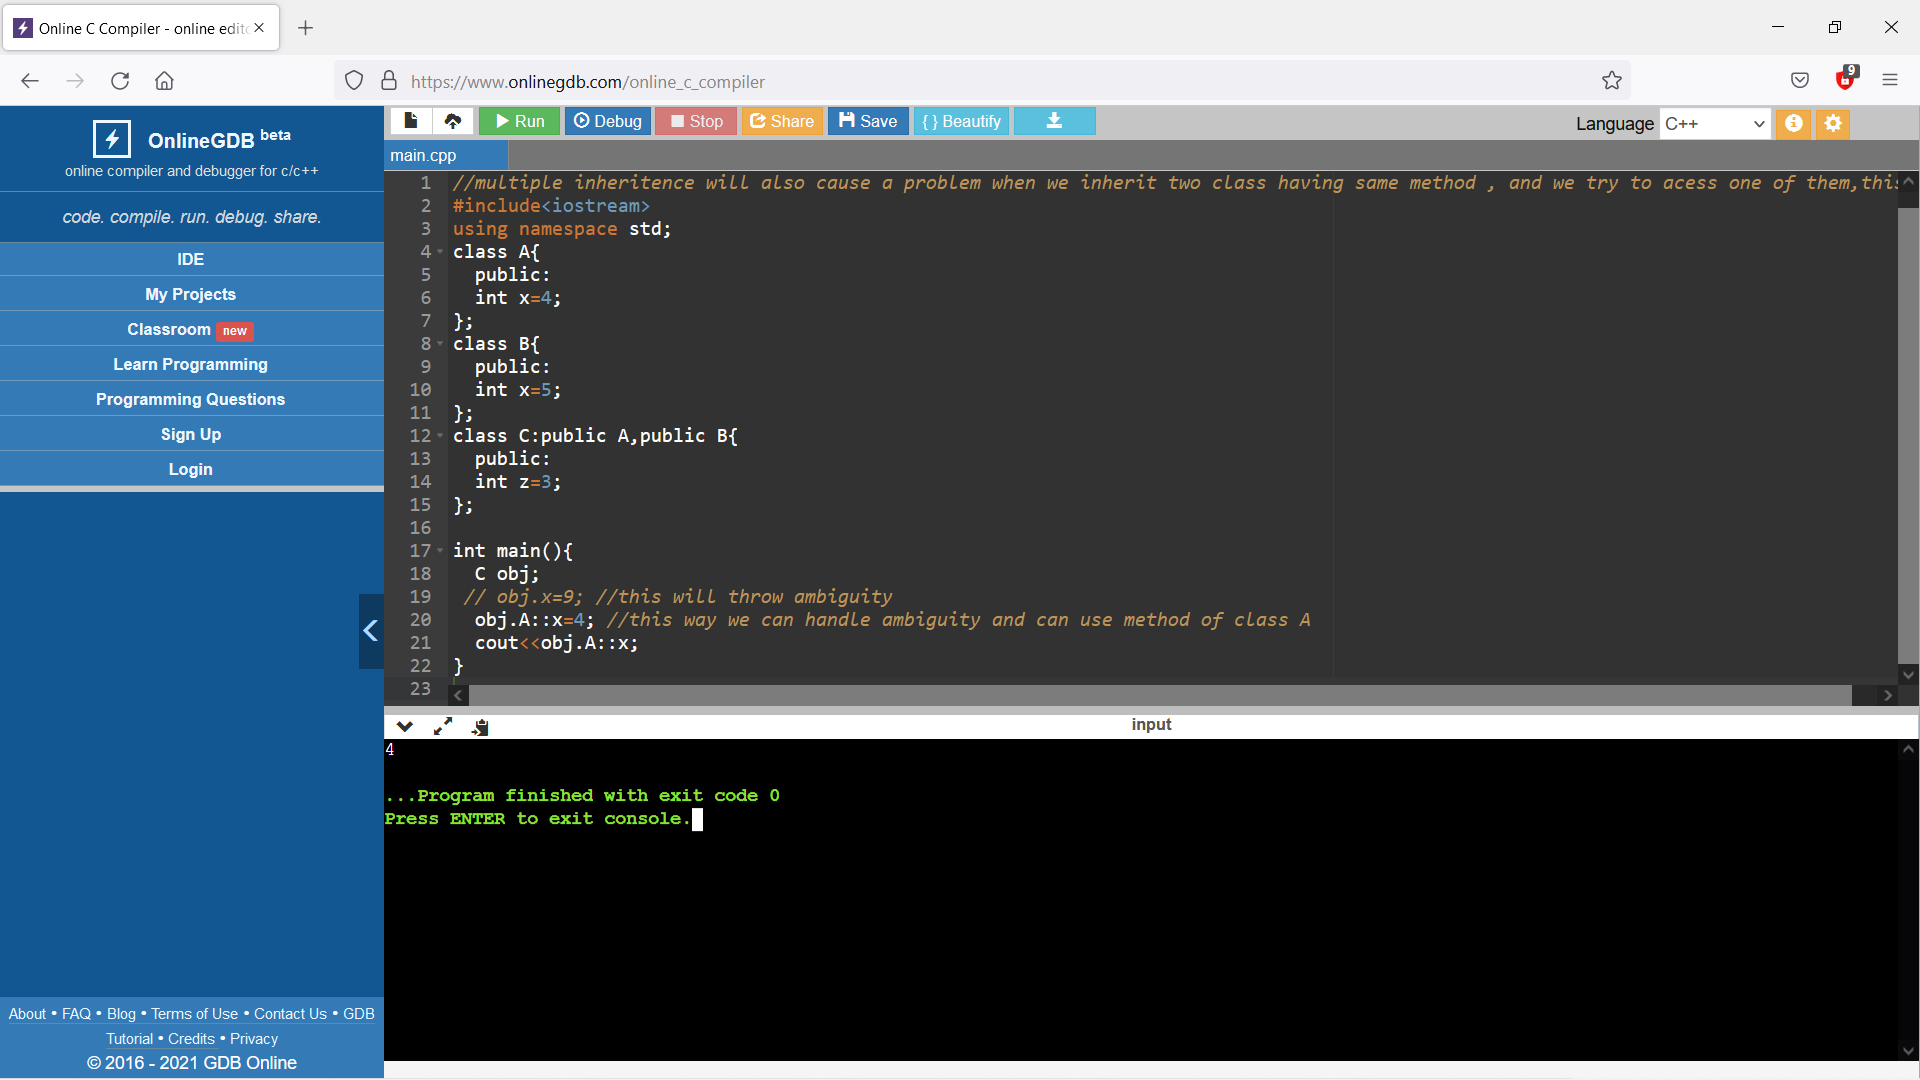 Online C Compiler - online edito
https://www.onlinegdb.com/online_c_compiler
9
OnlineGDB beta
online compiler and debugger for c/c++
code. compile. run. debug. share.
IDE
My Projects
Classroom new
Learn Programming
Programming Questions
Sign Up
Login
About • FAQ • Blog • Terms of Use • Contact Us • GDB
Tutorial • Credits • Privacy
© 2016 - 2021 GDB Online
Run Debug Stop Share Save { } Beautify
Language C++
main.cpp
1 //multiple inheritence will also cause a problem when we inherit two class having same method , and we try to acess one of them,this
2 #include<iostream>
3 using namespace std;
4 class A{
5 public:
6 int x=4;
7 };
8 class B{
9 public:
10 int x=5;
11 };
12 class C:public A,public B{
13 public:
14 int z=3;
15 };
16
17 int main(){
18 C obj;
19 // obj.x=9; //this will throw ambiguity
20 obj.A::x=4; //this way we can handle ambiguity and can use method of class A
21 cout<<obj.A::x;
22 }
23
input
4
...Program finished with exit code 0
Press ENTER to exit console.